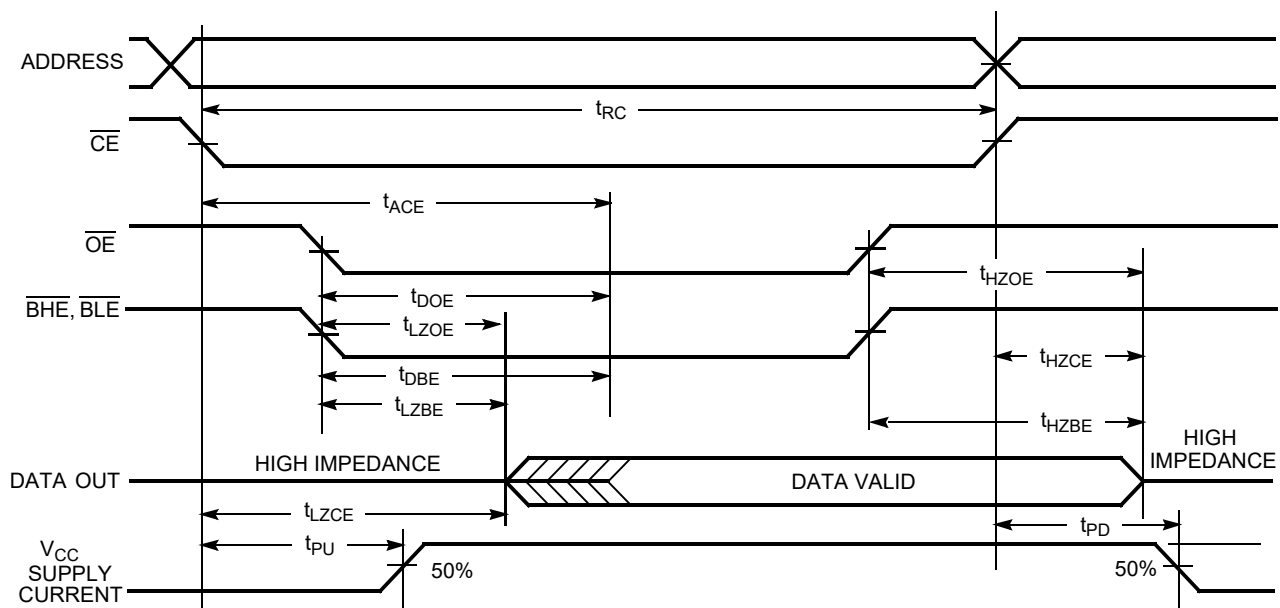 ADDRESS
tRC
CE
tACE
OE
tHZOE
tDOE
BHE, BLE
tLZOE
tHZCE
tDBE
tLZBE
tHZBE
HIGH
IMPEDANCE
HIGH IMPEDANCE
DATA OUT
DATA VALID
tLZCE
tPD
tPU
VCC
SUPPLY
CURRENT
50%
50%